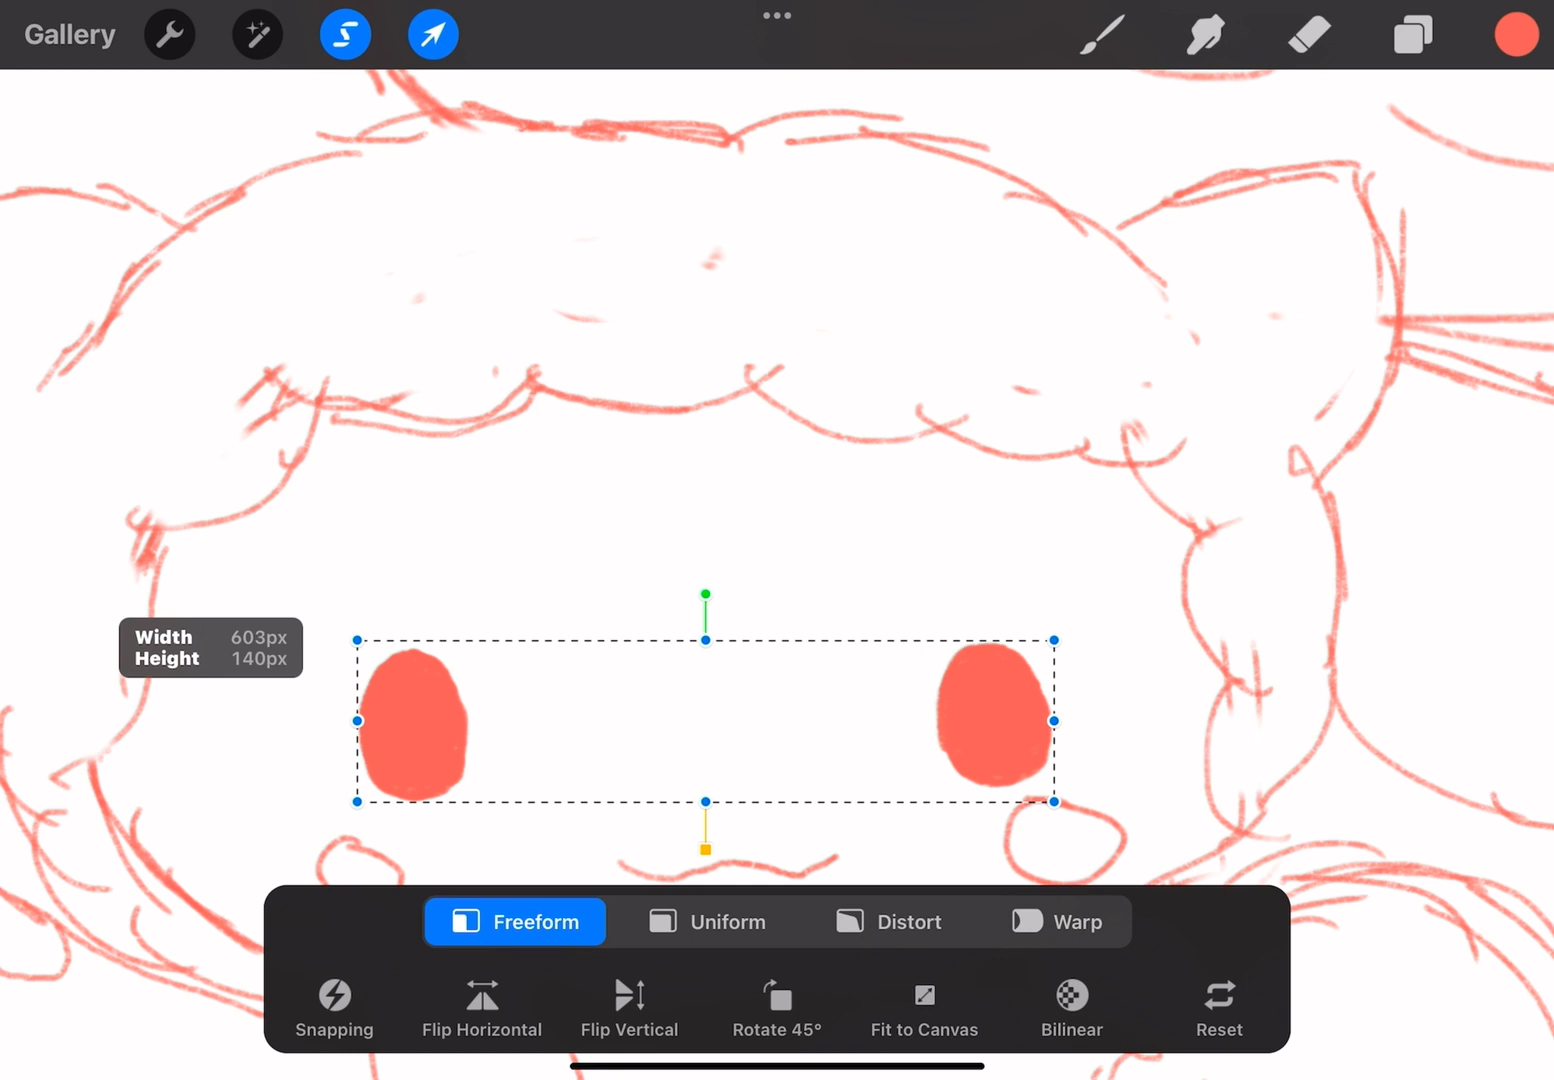 Gallery
Width 603px
Height 140px
Freeform Uniform Distort Warp
Snapping Flip Horizontal Flip Vertical Rotate 45° Fit to Canvas Bilinear Reset